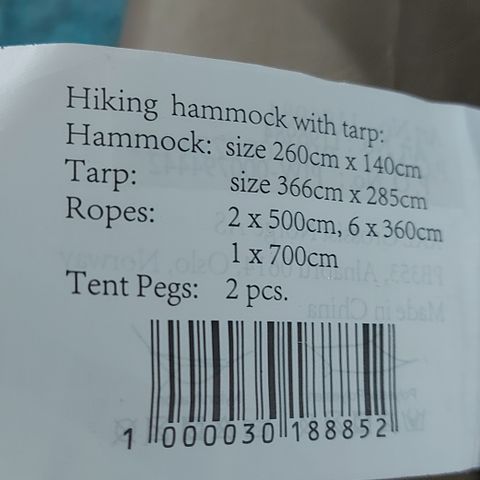 Hiking hammock with tarp:
Hammock: size 260cm x 140cm
Tarp: size 366cm x 285cm
Ropes: 2 x 500cm, 6 x 360cm
1 x 700cm
Tent Pegs: 2 pcs.
1 000030 188852